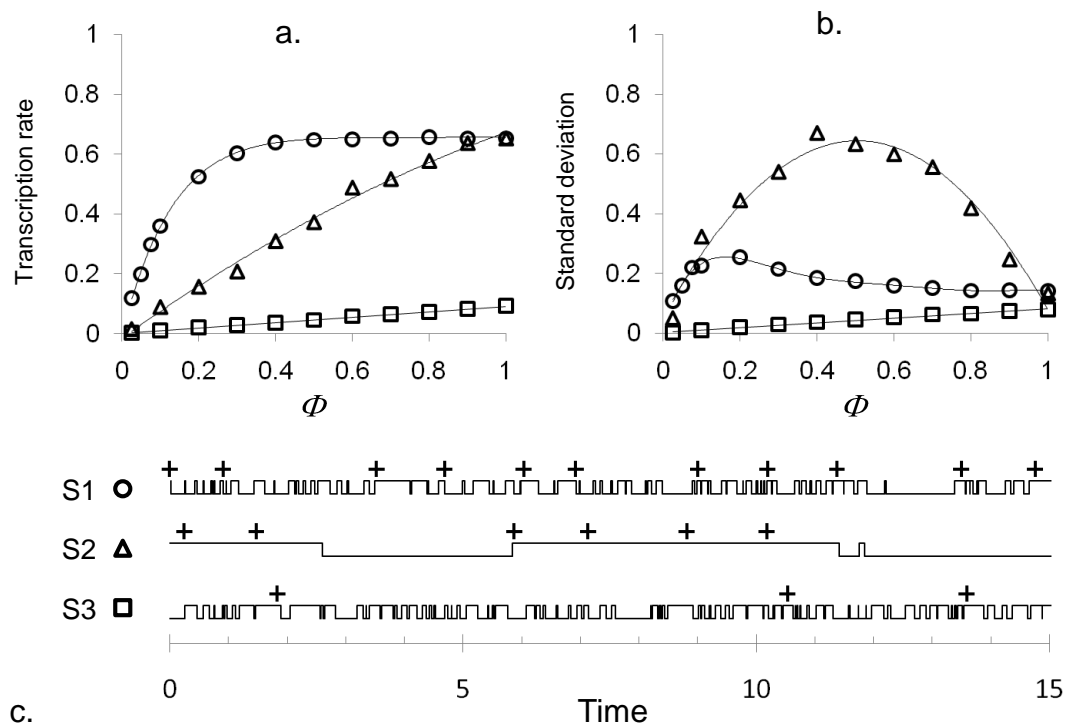 a.
b.
Transcription rate
1
0.8
0.6
0.4
0.2
0
0 0.2 0.4 0.6 0.8 1
Φ
Standard deviation
1
0.8
0.6
0.4
0.2
0
0 0.2 0.4 0.6 0.8 1
Φ
S1
S2
S3
0 5 10 15
Time
c.